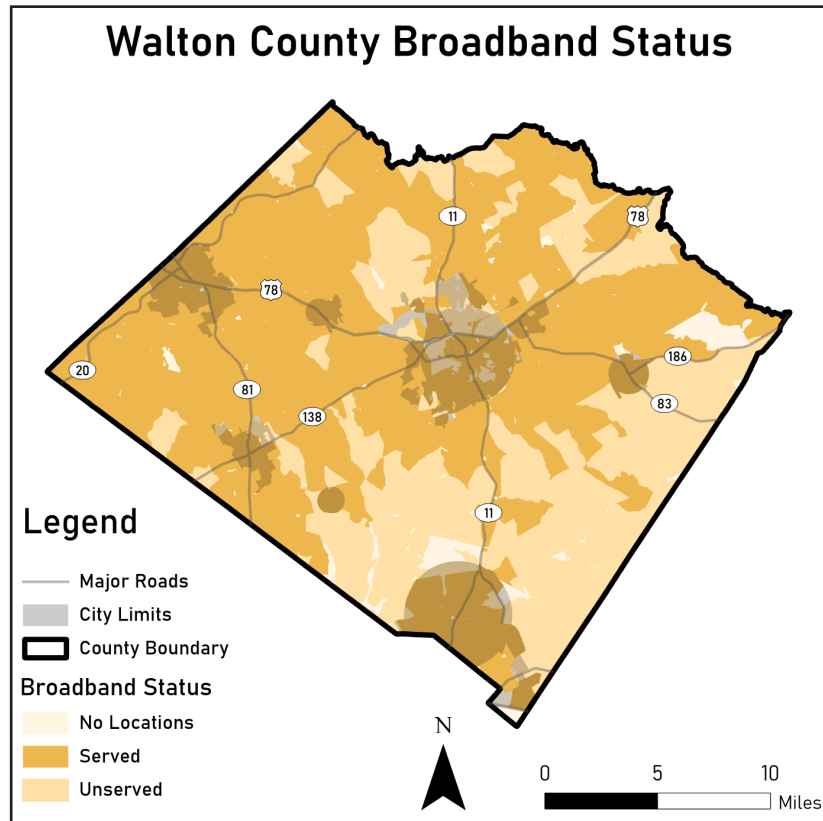 Walton County Broadband Status
11
78
78
186
20
81
83
138
11
Legend
Major Roads
City Limits
County Boundary
Broadband Status
No Locations
Served
Unserved
N
0 5 10
Miles